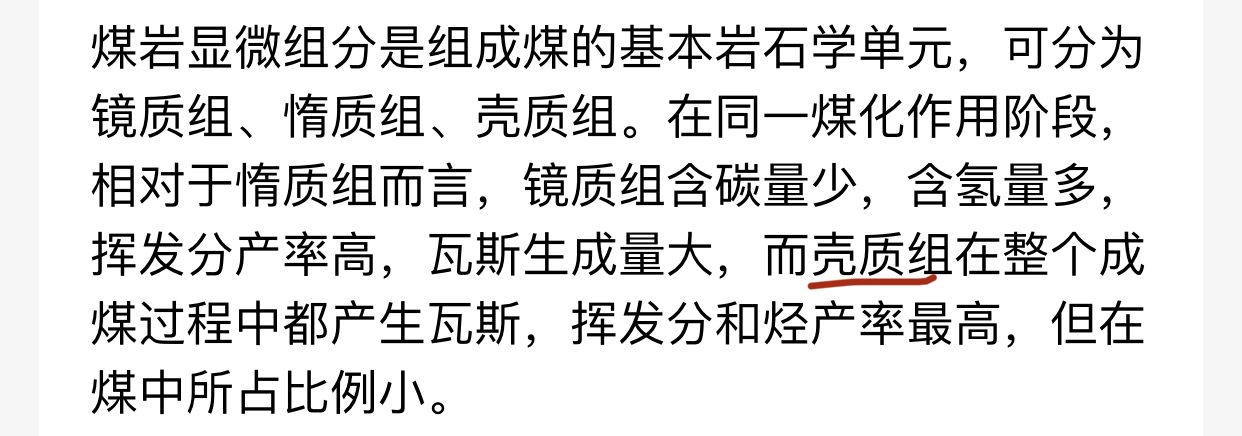 煤岩显微组分是组成煤的基本岩石学单元，可分为
镜质组、惰质组、壳质组。在同一煤化作用阶段，
相对于惰质组而言，镜质组含碳量少，含氢量多，
挥发分产率高，瓦斯生成量大，而壳质组在整个成
煤过程中都产生瓦斯，挥发分和烃产率最高，但在
煤中所占比例小。